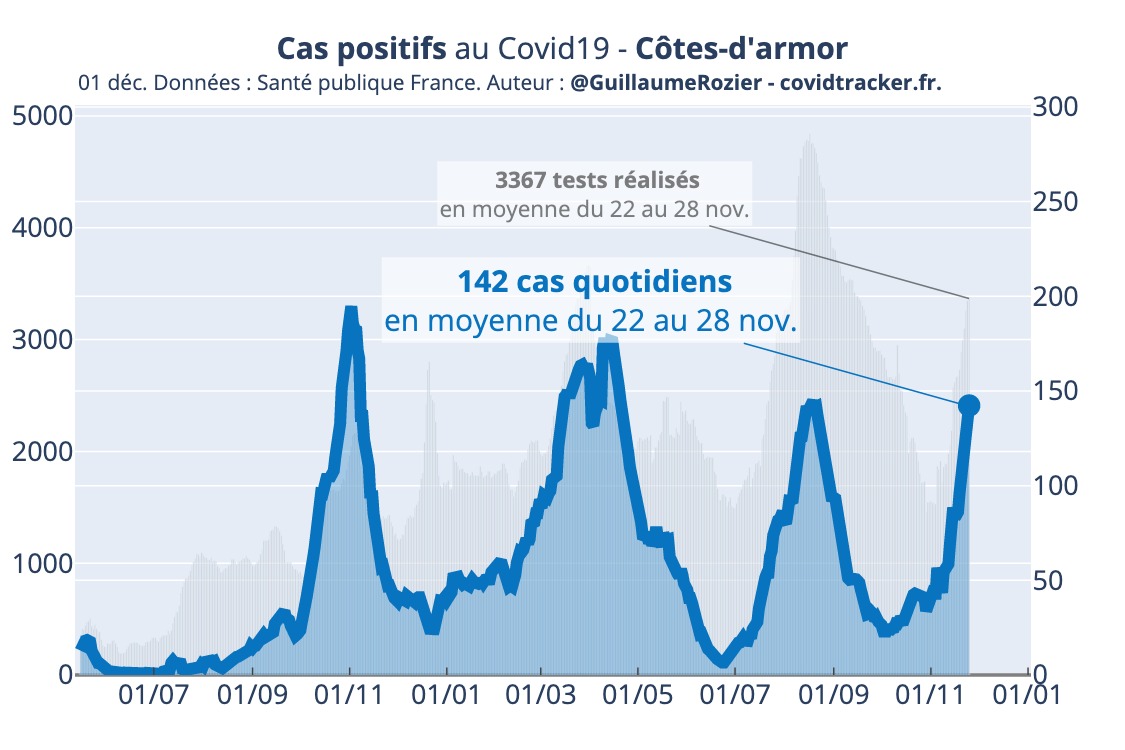 Cas positifs au Covid19 - Côtes-d'armor
01 déc. Données : Santé publique France. Auteur : @GuillaumeRozier - covidtracker.fr.
5000
4000
3000
2000
1000
0
300
250
200
150
100
50
0
3367 tests réalisés
en moyenne du 22 au 28 nov.
142 cas quotidiens
en moyenne du 22 au 28 nov.
01/07 01/09 01/11 01/01 01/03 01/05 01/07 01/09 01/11 01/01